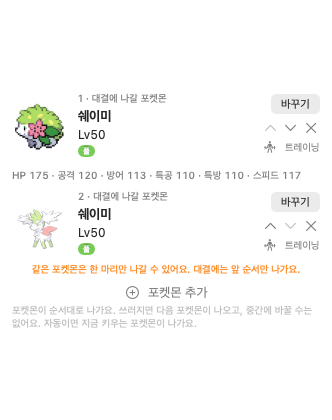 1 · 대결에 나갈 포켓몬
바꾸기
쉐이미
Lv50
풀
트레이닝
HP 175 · 공격 120 · 방어 113 · 특공 110 · 특방 110 · 스피드 117
2 · 대결에 나갈 포켓몬
바꾸기
쉐이미
Lv50
풀
트레이닝
같은 포켓몬은 한 마리만 나갈 수 있어요. 대결에는 앞 순서만 나가요.
포켓몬 추가
포켓몬이 순서대로 나가요. 쓰러지면 다음 포켓몬이 나오고, 중간에 바꿀 수는
없어요. 자동이면 지금 키우는 포켓몬이 나가요.